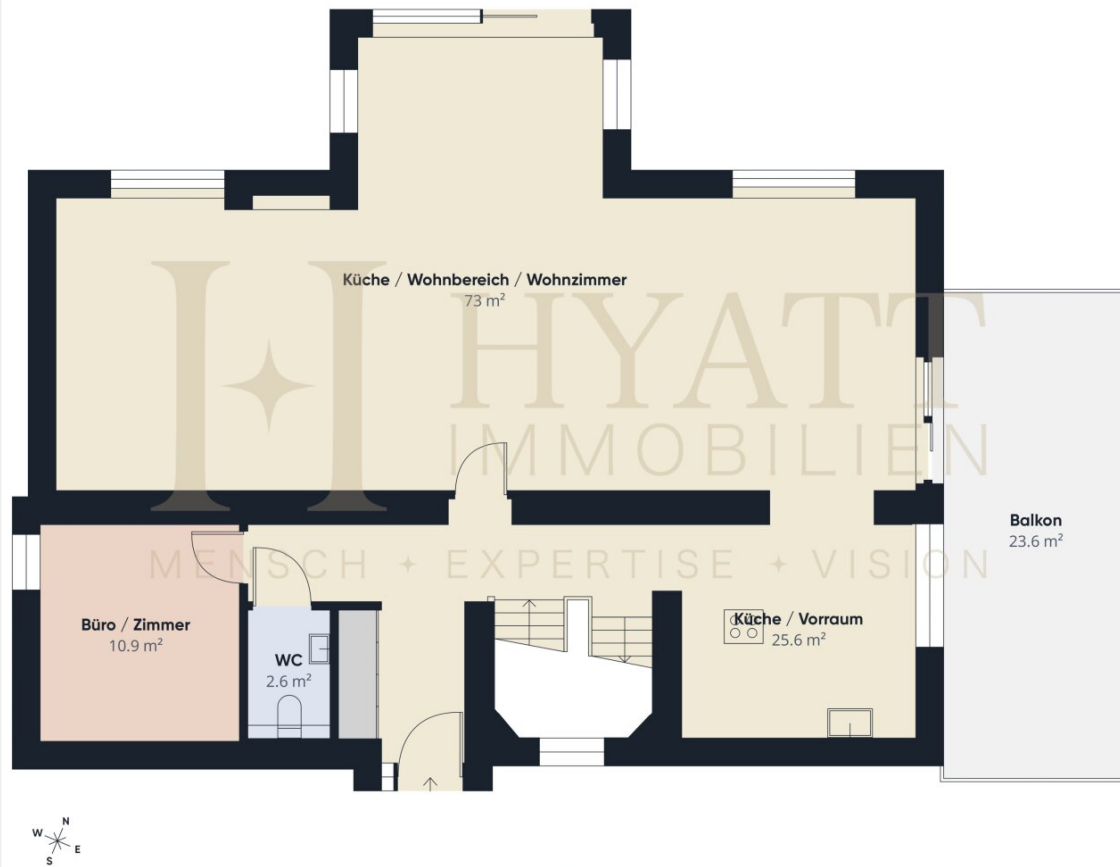 Küche / Wohnbereich / Wohnzimmer
73 m²
HYATT
IMMOBILIEN
MENSCH ✦ EXPERTISE ✦ VISION
Balkon
23.6 m²
Büro / Zimmer
10.9 m²
WC
2.6 m²
Küche / Vorraum
25.6 m²
N
W
E
S